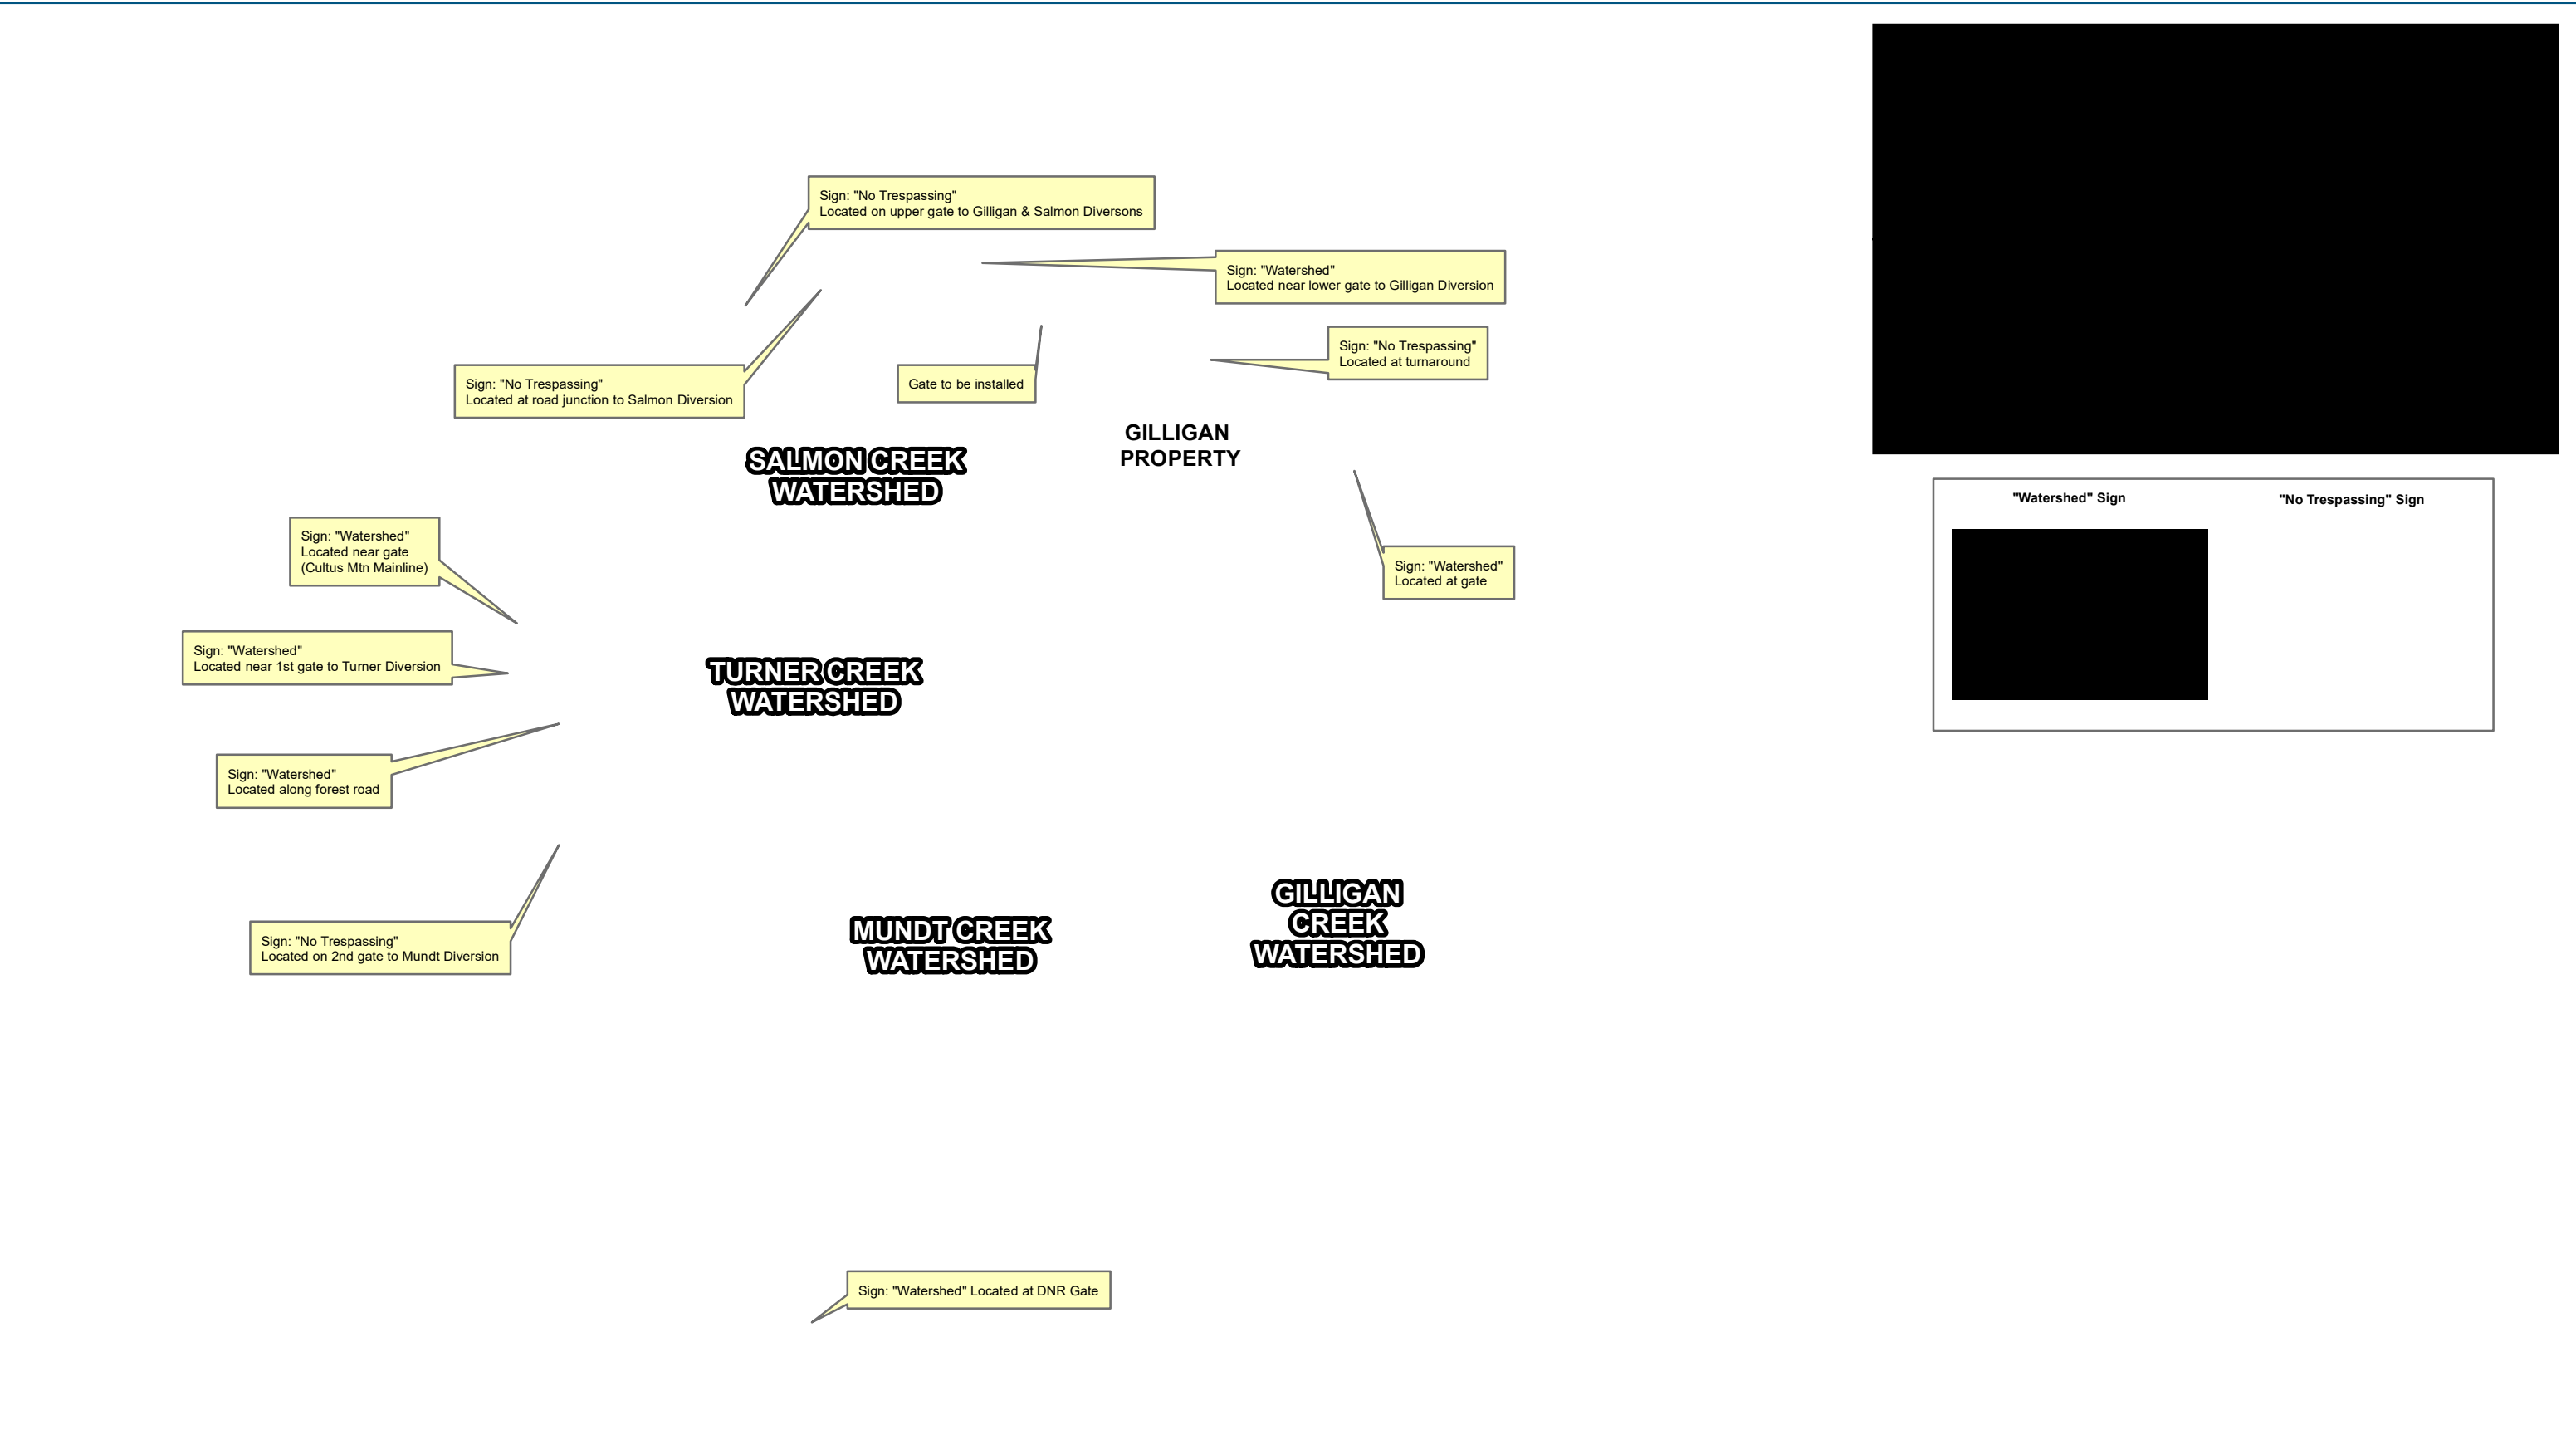 Sign: "No Trespassing"
Located on upper gate to Gilligan & Salmon Diversons
Sign: "Watershed"
Located near lower gate to Gilligan Diversion
Sign: "No Trespassing"
Located at turnaround
Sign: "No Trespassing"
Located at road junction to Salmon Diversion
Gate to be installed
GILLIGAN
PROPERTY
SALMON CREEK
WATERSHED
"Watershed" Sign
"No Trespassing" Sign
Sign: "Watershed"
Located near gate
(Cultus Mtn Mainline)
Sign: "Watershed"
Located at gate
Sign: "Watershed"
Located near 1st gate to Turner Diversion
TURNER CREEK
WATERSHED
Sign: "Watershed"
Located along forest road
Sign: "No Trespassing"
Located on 2nd gate to Mundt Diversion
MUNDT CREEK
WATERSHED
GILLIGAN
CREEK
WATERSHED
Sign: "Watershed" Located at DNR Gate